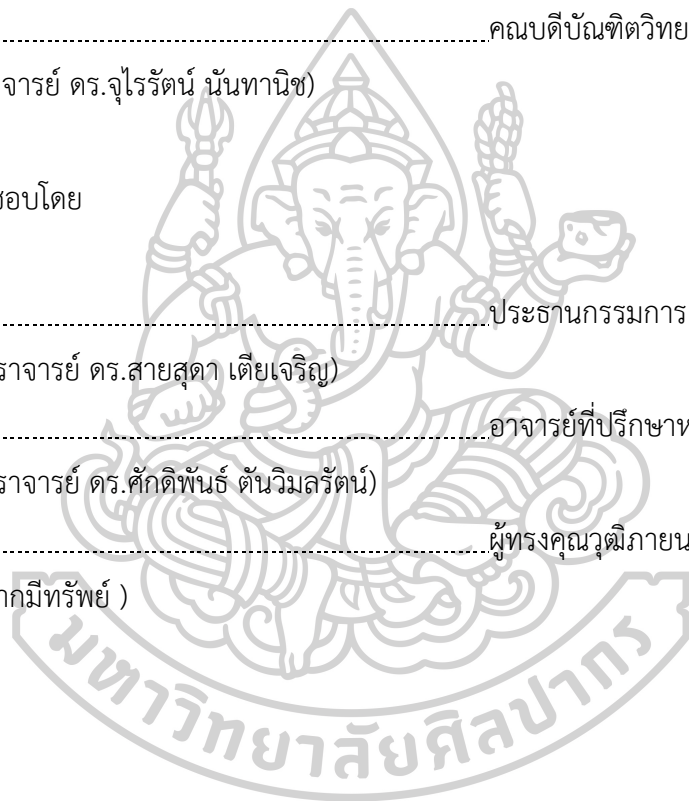 คณบดีบัณฑิตวิทย
จารย์ ดร.จุไรรัตน์ นันทานิช)
สอบโดย
ประธานกรรมการ
ราจารย์ ดร.สายสุดา เตียเจริญ)
อาจารย์ที่ปรึกษาห
ราจารย์ ดร.ศักดิพันธ์ ตันวิมลรัตน์)
ผู้ทรงคุณวุฒิภายน
ากมีทรัพย์ )
มหาวิทยาลัยศิลปากร